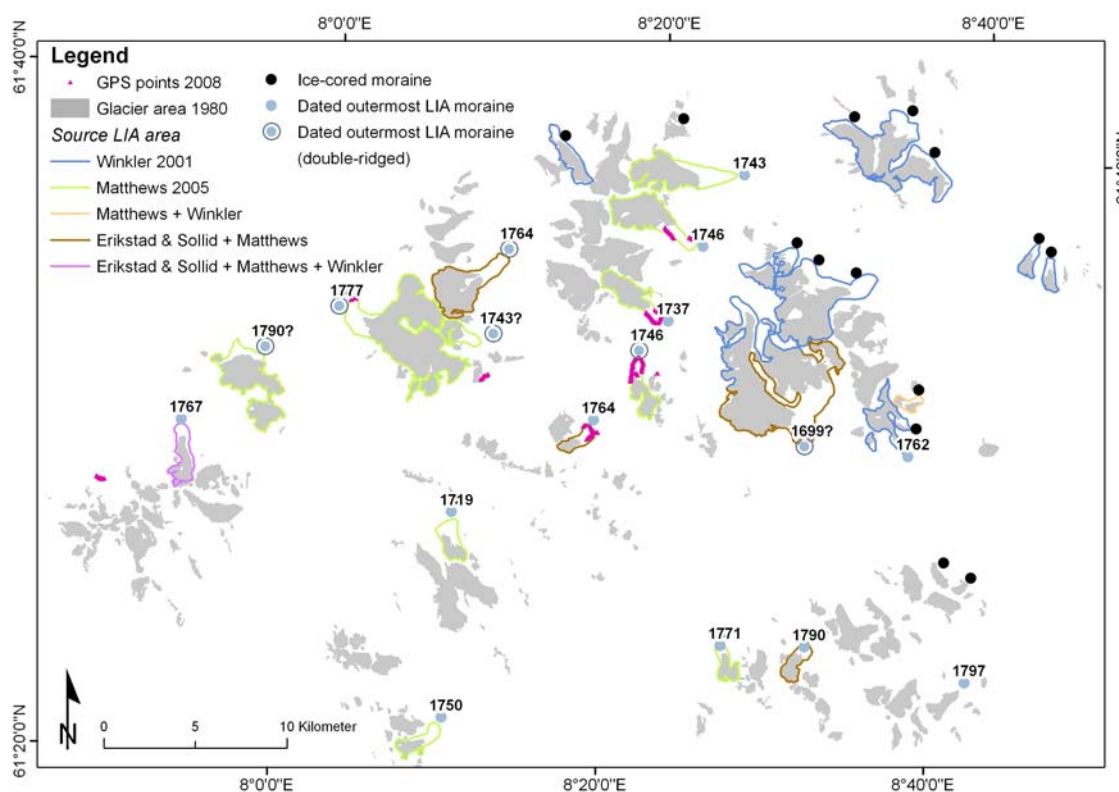 8°0'0"E
8°20'0"E
8°40'0"E
61°40'0"N
Legend
GPS points 2008
Glacier area 1980
Source LIA area
Winkler 2001
Matthews 2005
Matthews + Winkler
Erikstad & Sollid + Matthews
Erikstad & Sollid + Matthews + Winkler
Ice-cored moraine
Dated outermost LIA moraine
Dated outermost LIA moraine
(double-ridged)
1743
1764
1746
1777
1743?
1737
1790?
1746
1767
1764
1699?
1762
1719
1771
1790
1797
1750
N
0 5 10 Kilometer
61°20'0"N
8°0'0"E
8°20'0"E
8°40'0"E